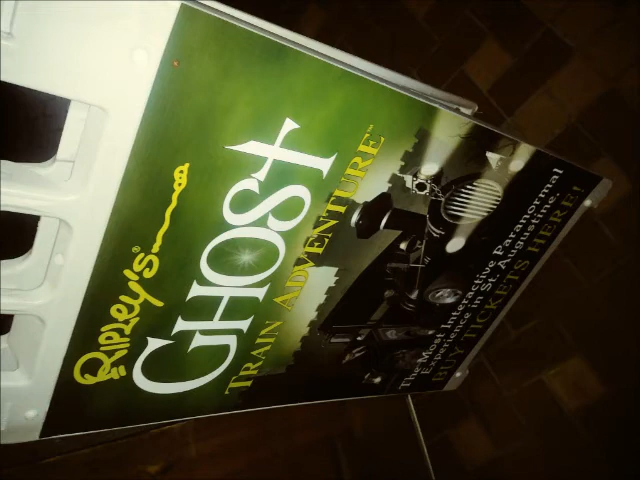 Ripley's®
GHOST
TRAIN ADVENTURE™
The Most Interactive Paranormal
Experience in St. Augustine.
BUY TICKETS HERE!